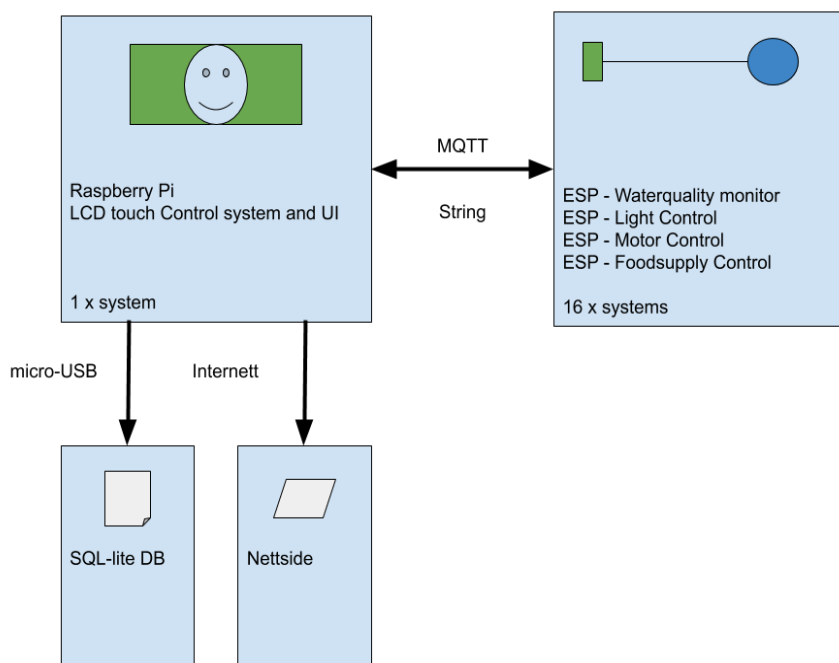 MQTT
String
Raspberry Pi
LCD touch Control system and UI
1 x system
ESP - Waterquality monitor
ESP - Light Control
ESP - Motor Control
ESP - Foodsupply Control
16 x systems
micro-USB
Internett
SQL-lite DB
Nettside